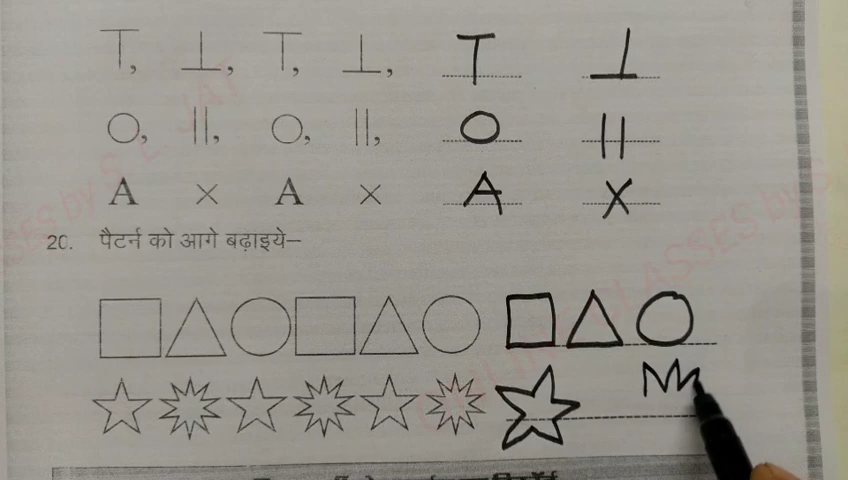 T, ⊥, T, ⊥, T ⊥
O, ||, O, ||, O ||
A × A × A X
20. पैटर्न को आगे बढ़ाइये–